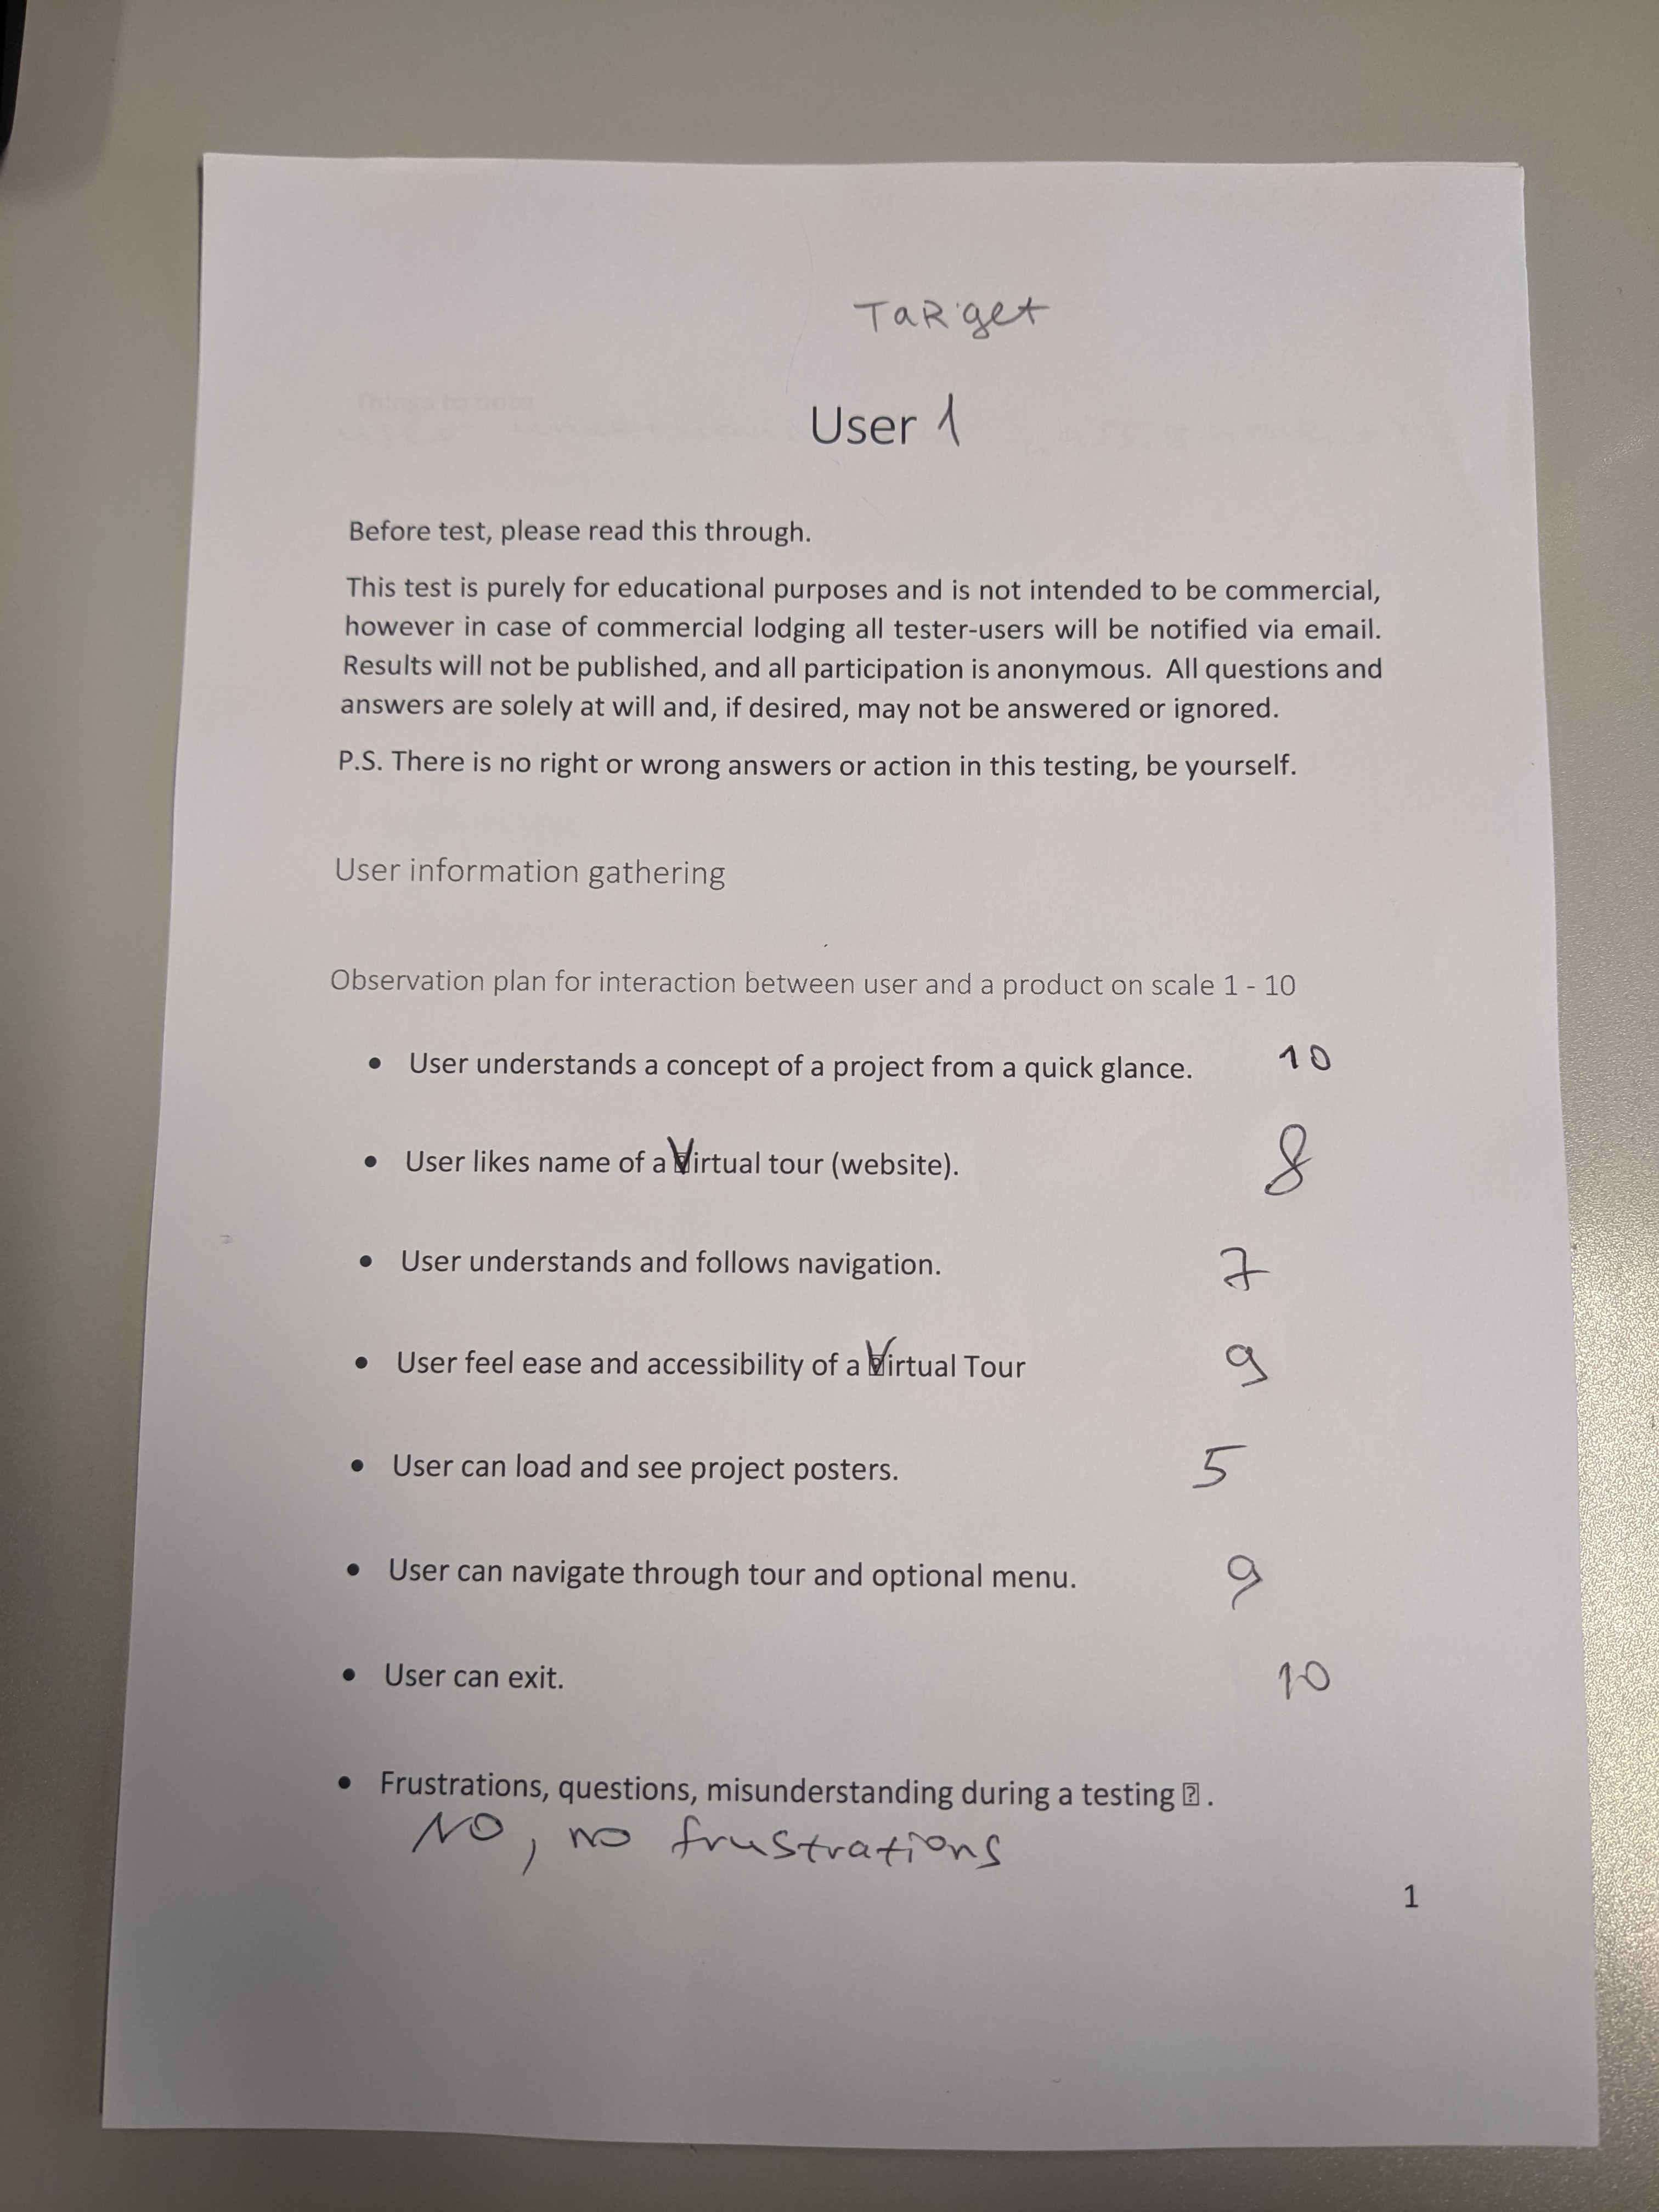 TaRget
User 1
Before test, please read this through.
This test is purely for educational purposes and is not intended to be commercial,
however in case of commercial lodging all tester-users will be notified via email.
Results will not be published, and all participation is anonymous.  All questions and
answers are solely at will and, if desired, may not be answered or ignored.
P.S. There is no right or wrong answers or action in this testing, be yourself.
User information gathering
Observation plan for interaction between user and a product on scale 1 - 10
• User understands a concept of a project from a quick glance. 10
• User likes name of a Virtual tour (website). 8
• User understands and follows navigation. 7
• User feel ease and accessibility of a Virtual Tour 9
• User can load and see project posters. 5
• User can navigate through tour and optional menu. 9
• User can exit. 10
• Frustrations, questions, misunderstanding during a testing ⍰ .
NO, no frustrations
1